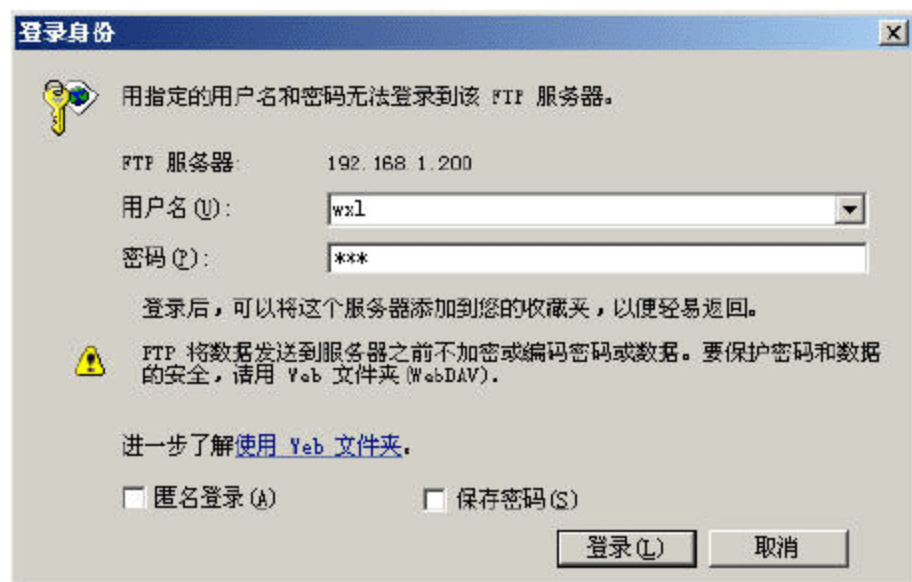 登录身份
用指定的用户名和密码无法登录到该 FTP 服务器。
FTP 服务器: 192.168.1.200
用户名(U): wxl
密码(P): ***
登录后，可以将这个服务器添加到您的收藏夹，以便轻易返回。
FTP 将数据发送到服务器之前不加密或编码密码或数据。要保护密码和数据
的安全，请用 Web 文件夹(WebDAV).
进一步了解使用 Web 文件夹。
匿名登录(A) 保存密码(S)
登录(L) 取消